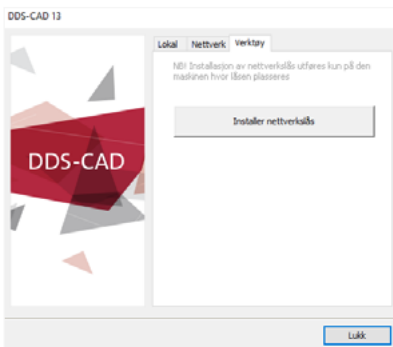 DDS-CAD 13
Lokal Nettverk Verktøy
NB! Installasjon av nettverkslås utføres kun på den
maskinen hvor låsen plasseres
Installer nettverkslås
DDS-CAD
Lukk